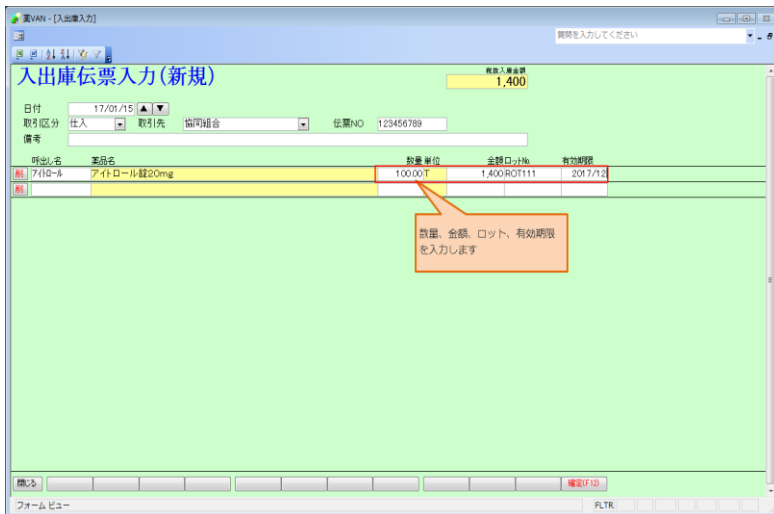 薬VAN - [入出庫入力]
質問を入力してください
入出庫伝票入力(新規)
税抜入庫金額
1,400
日付 17/01/15 ▲ ▼
取引区分 仕入 取引先 協同組合 伝票NO 123456789
備考
呼出し名 薬品名 数量 単位 金額 ロットNo. 有効期限
削. アイトロール アイトロール錠20mg 100.00 T 1,400 ROT111 2017/12
削.
数量、金額、ロット、有効期限
を入力します
閉じる 確定(F12)
フォーム ビュー FLTR